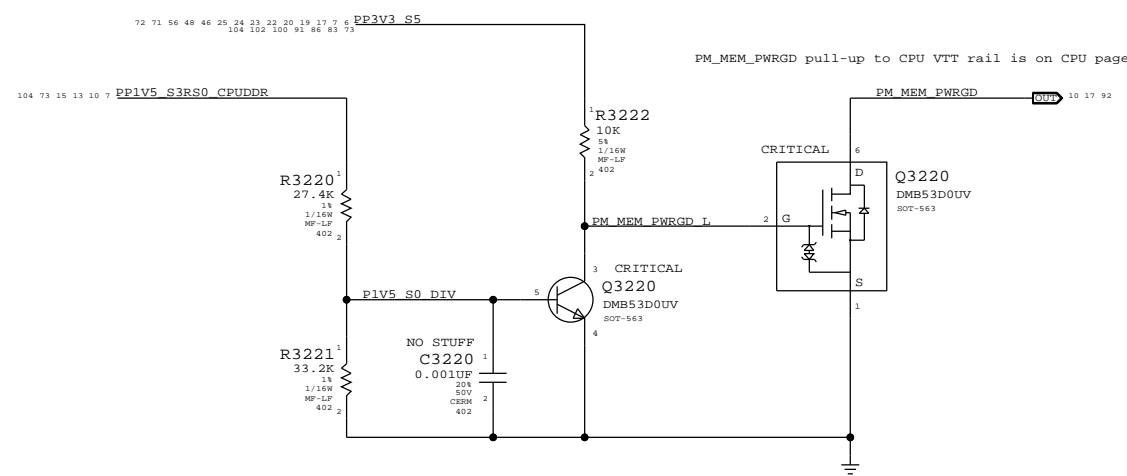 72 71 56 48 46 25 24 23 22 20 19 17 7 6 PP3V3_S5
104 102 100 91 86 83 73
PM_MEM_PWRGD pull-up to CPU VTT rail is on CPU page
104 73 15 13 10 7 PP1V5_S3RS0_CPUDDR
PM_MEM_PWRGD
OUT 10 17 92
1
R3222
10K
5%
1/16W
MF-LF
402
2
CRITICAL
6
D
Q3220
DMB53D0UV
SOT-563
R3220
1
27.4K
1%
1/16W
MF-LF
402
2
PM_MEM_PWRGD_L
2
G
S
1
3
CRITICAL
Q3220
DMB53D0UV
SOT-563
P1V5_S0_DIV
5
4
NO STUFF
C3220
1
0.001UF
20%
50V
CERM
402
2
R3221
1
33.2K
1%
1/16W
MF-LF
402
2